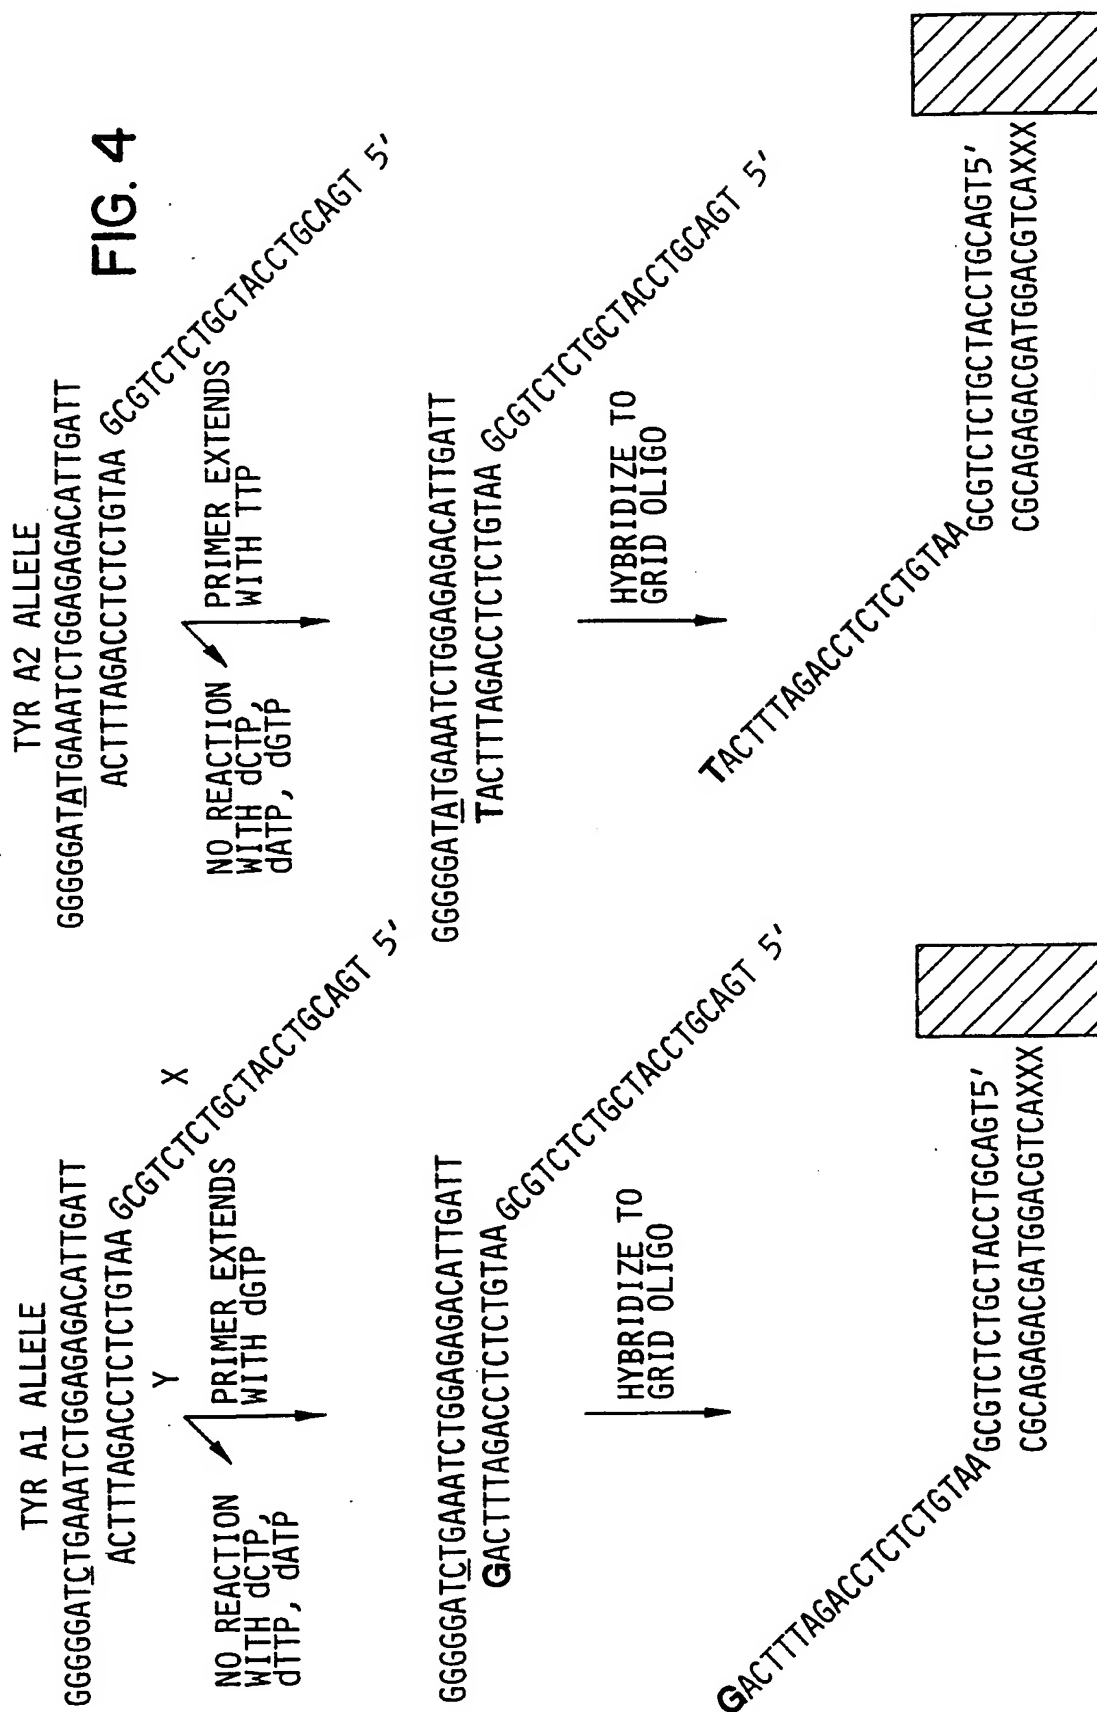 FIG. 4
TYR A1 ALLELE
GGGGATCTGAAATCTGGAGAGACATTGATT
ACTTTAGACCTCTCTGTAA
GCGTCTCTGCTACCTGCAGT 5'
Y
X
NO REACTION
WITH dCTP,
dTTP, dATP
PRIMER EXTENDS
WITH dGTP
GGGGGATCTGAAATCTGGAGAGACATTGATT
GACTTTAGACCTCTCTGTAA
GCGTCTCTGCTACCTGCAGT 5'
HYBRIDIZE TO
GRID OLIGO
GACTTTAGACCTCTCTGTAA
GCGTCTCTGCTACCTGCAGT5'
CGCAGAGACGATGGACGTCAXXX
TYR A2 ALLELE
GGGGATATGAAATCTGGAGAGACATTGATT
ACTTTAGACCTCTCTGTAA
GCGTCTCTGCTACCTGCAGT 5'
NO REACTION
WITH dCTP,
dATP, dGTP
PRIMER EXTENDS
WITH TTP
GGGGGATATGAAATCTGGAGAGACATTGATT
TACTTTAGACCTCTCTGTAA
GCGTCTCTGCTACCTGCAGT 5'
HYBRIDIZE TO
GRID OLIGO
TACTTTAGACCTCTCTGTAA
GCGTCTCTGCTACCTGCAGT5'
CGCAGAGACGATGGACGTCAXXX